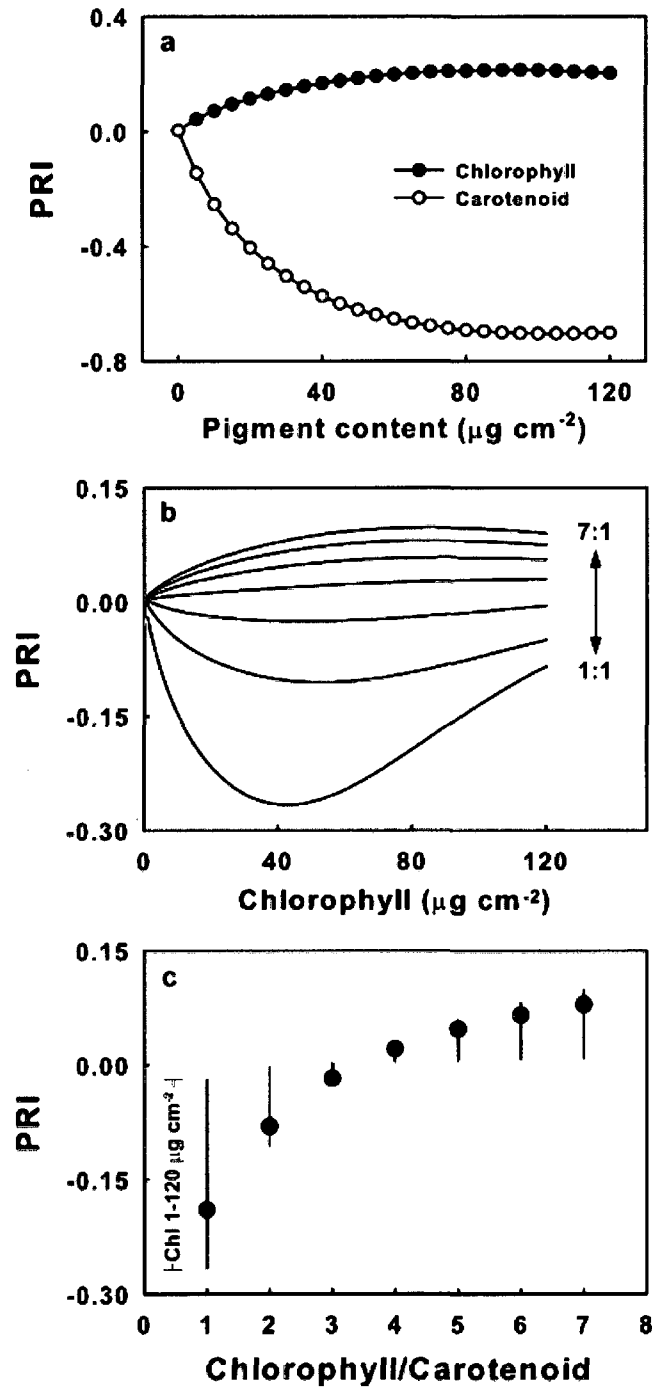 0.4
a
0.0
Chlorophyll
Carotenoid
-0.4
-0.8
PRI
0 40 80 120
Pigment content (µg cm-2)
0.15
b
7:1
0.00
1:1
-0.15
-0.30
PRI
0 40 80 120
Chlorophyll (µg cm-2)
0.15
c
0.00
-0.15
-0.30
PRI
Chl 1-120 µg cm-2
0 1 2 3 4 5 6 7 8
Chlorophyll/Carotenoid